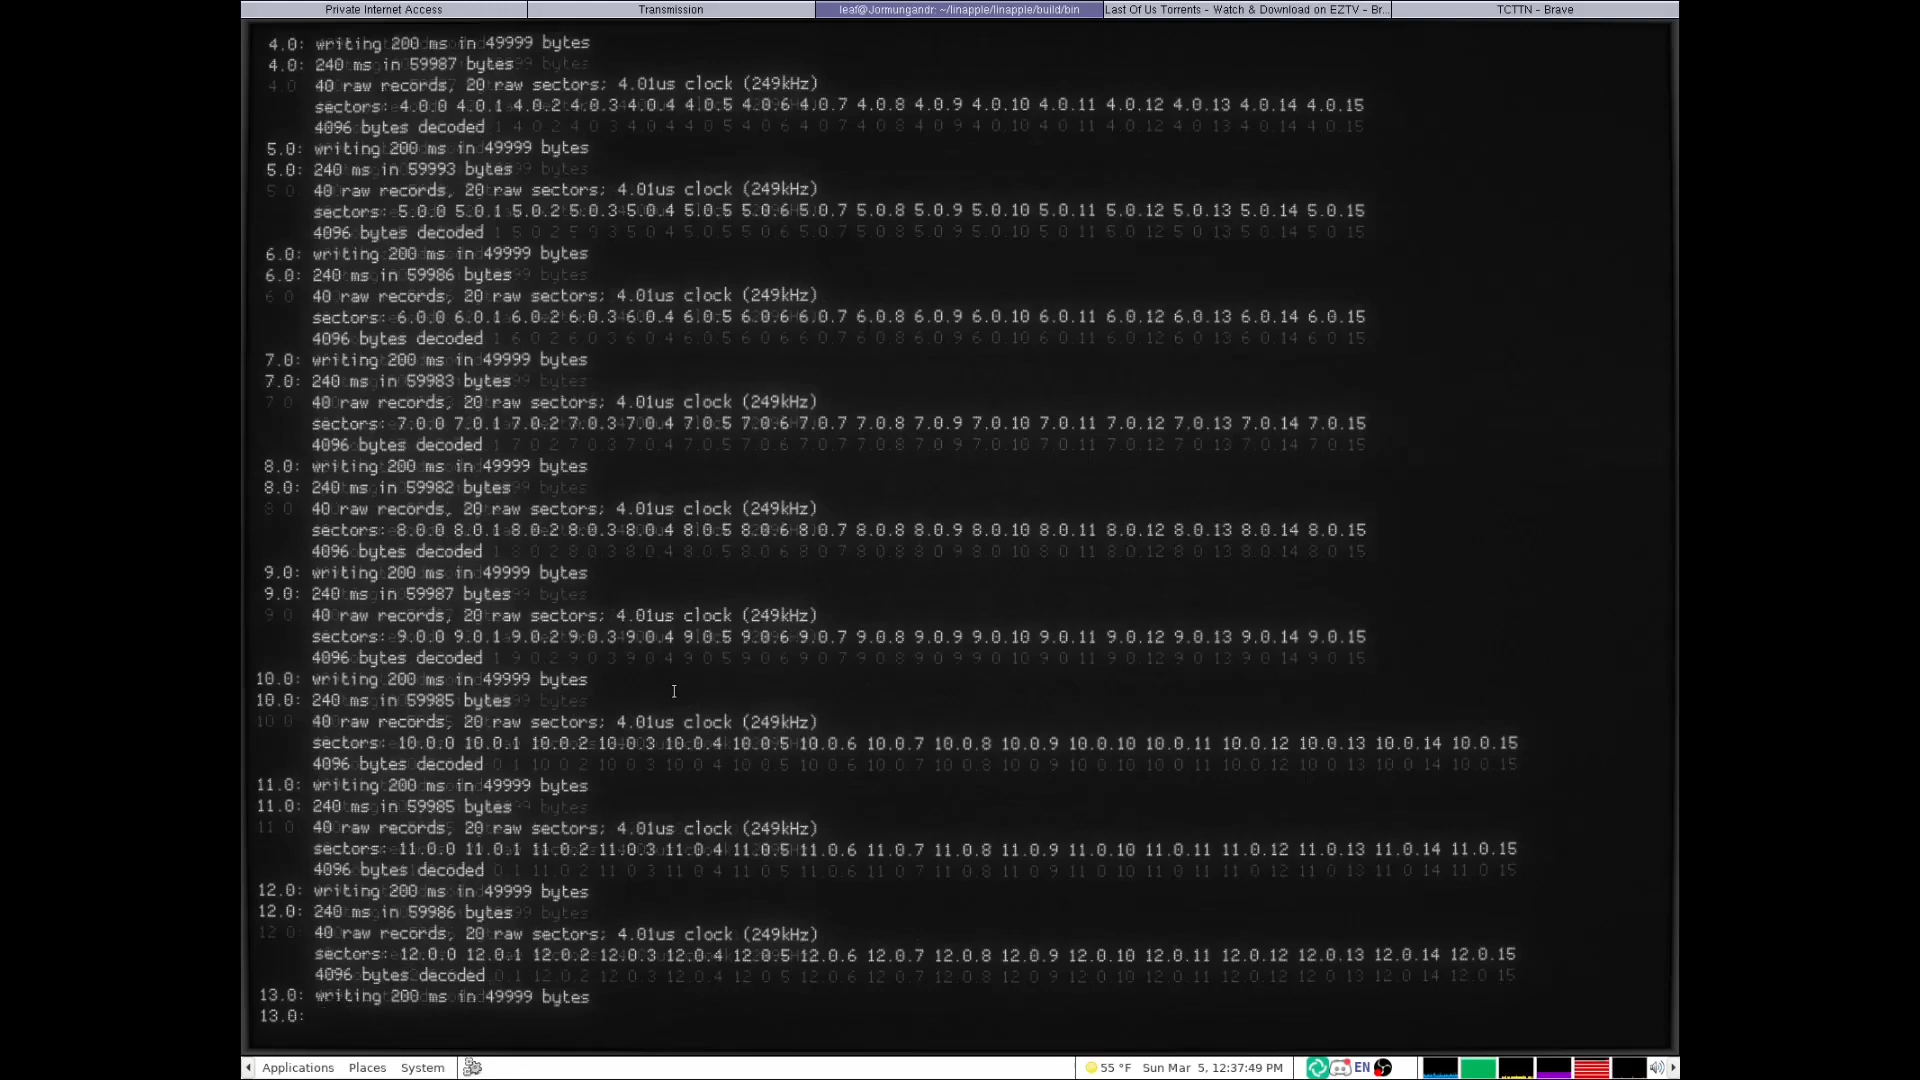 Private Internet Access
Transmission
leaf@Jormungandr: ~/linapple/linapple/build/bin
Last Of Us Torrents - Watch & Download on EZTV - Br...
TCTTN - Brave
4.0: writing 200 ms in 49999 bytes
4.0: 240 ms in 59987 bytes
40 raw records, 20 raw sectors; 4.01us clock (249kHz)
sectors: 4.0.0 4.0.1 4.0.2 4.0.3 4.0.4 4.0.5 4.0.6 4.0.7 4.0.8 4.0.9 4.0.10 4.0.11 4.0.12 4.0.13 4.0.14 4.0.15
4096 bytes decoded
5.0: writing 200 ms in 49999 bytes
5.0: 240 ms in 59993 bytes
40 raw records, 20 raw sectors; 4.01us clock (249kHz)
sectors: 5.0.0 5.0.1 5.0.2 5.0.3 5.0.4 5.0.5 5.0.6 5.0.7 5.0.8 5.0.9 5.0.10 5.0.11 5.0.12 5.0.13 5.0.14 5.0.15
4096 bytes decoded
6.0: writing 200 ms in 49999 bytes
6.0: 240 ms in 59986 bytes
40 raw records, 20 raw sectors; 4.01us clock (249kHz)
sectors: 6.0.0 6.0.1 6.0.2 6.0.3 6.0.4 6.0.5 6.0.6 6.0.7 6.0.8 6.0.9 6.0.10 6.0.11 6.0.12 6.0.13 6.0.14 6.0.15
4096 bytes decoded
7.0: writing 200 ms in 49999 bytes
7.0: 240 ms in 59983 bytes
40 raw records, 20 raw sectors; 4.01us clock (249kHz)
sectors: 7.0.0 7.0.1 7.0.2 7.0.3 7.0.4 7.0.5 7.0.6 7.0.7 7.0.8 7.0.9 7.0.10 7.0.11 7.0.12 7.0.13 7.0.14 7.0.15
4096 bytes decoded
8.0: writing 200 ms in 49999 bytes
8.0: 240 ms in 59982 bytes
40 raw records, 20 raw sectors; 4.01us clock (249kHz)
sectors: 8.0.0 8.0.1 8.0.2 8.0.3 8.0.4 8.0.5 8.0.6 8.0.7 8.0.8 8.0.9 8.0.10 8.0.11 8.0.12 8.0.13 8.0.14 8.0.15
4096 bytes decoded
9.0: writing 200 ms in 49999 bytes
9.0: 240 ms in 59987 bytes
40 raw records, 20 raw sectors; 4.01us clock (249kHz)
sectors: 9.0.0 9.0.1 9.0.2 9.0.3 9.0.4 9.0.5 9.0.6 9.0.7 9.0.8 9.0.9 9.0.10 9.0.11 9.0.12 9.0.13 9.0.14 9.0.15
4096 bytes decoded
10.0: writing 200 ms in 49999 bytes
10.0: 240 ms in 59985 bytes
40 raw records, 20 raw sectors; 4.01us clock (249kHz)
sectors: 10.0.0 10.0.1 10.0.2 10.0.3 10.0.4 10.0.5 10.0.6 10.0.7 10.0.8 10.0.9 10.0.10 10.0.11 10.0.12 10.0.13 10.0.14 10.0.15
4096 bytes decoded
11.0: writing 200 ms in 49999 bytes
11.0: 240 ms in 59985 bytes
40 raw records, 20 raw sectors; 4.01us clock (249kHz)
sectors: 11.0.0 11.0.1 11.0.2 11.0.3 11.0.4 11.0.5 11.0.6 11.0.7 11.0.8 11.0.9 11.0.10 11.0.11 11.0.12 11.0.13 11.0.14 11.0.15
4096 bytes decoded
12.0: writing 200 ms in 49999 bytes
12.0: 240 ms in 59986 bytes
40 raw records, 20 raw sectors; 4.01us clock (249kHz)
sectors: 12.0.0 12.0.1 12.0.2 12.0.3 12.0.4 12.0.5 12.0.6 12.0.7 12.0.8 12.0.9 12.0.10 12.0.11 12.0.12 12.0.13 12.0.14 12.0.15
4096 bytes decoded
13.0: writing 200 ms in 49999 bytes
13.0:
Applications Places System 55 °F Sun Mar 5, 12:37:49 PM EN